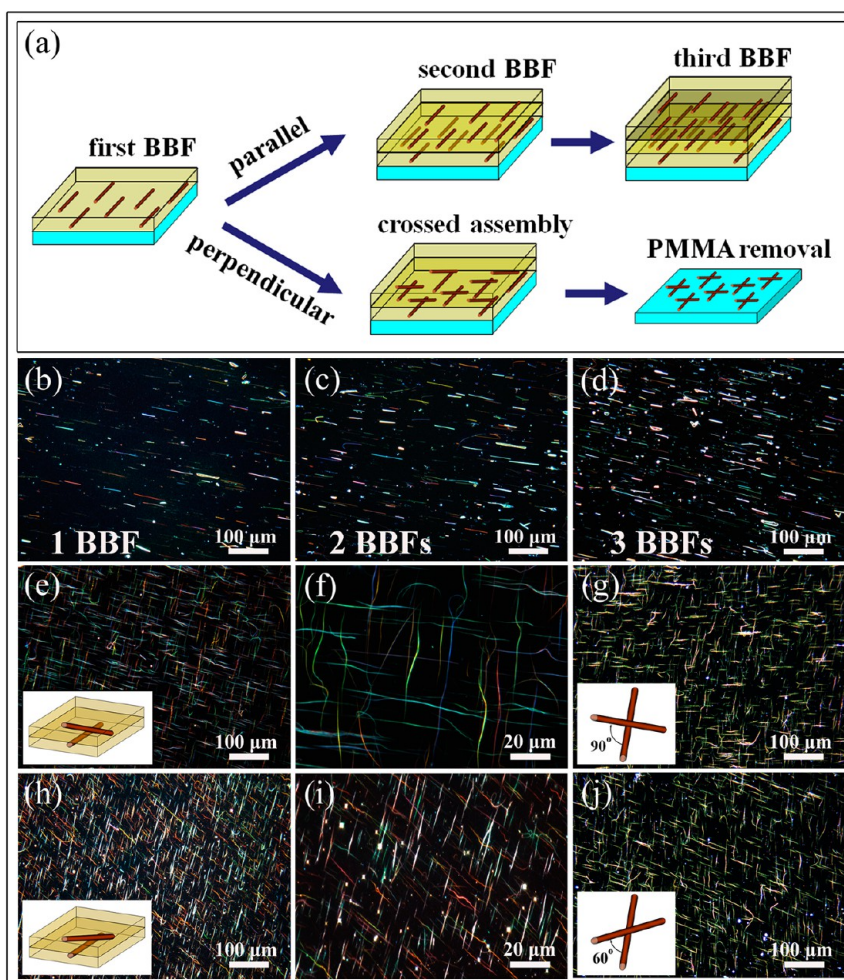 (a)
second BBF
third BBF
first BBF
parallel
perpendicular
crossed assembly
PMMA removal
(b)
(c)
(d)
1 BBF
100 μm
2 BBFs
100 μm
3 BBFs
100 μm
(e)
(f)
(g)
100 μm
20 μm
90°
100 μm
(h)
(i)
(j)
100 μm
20 μm
60°
100 μm